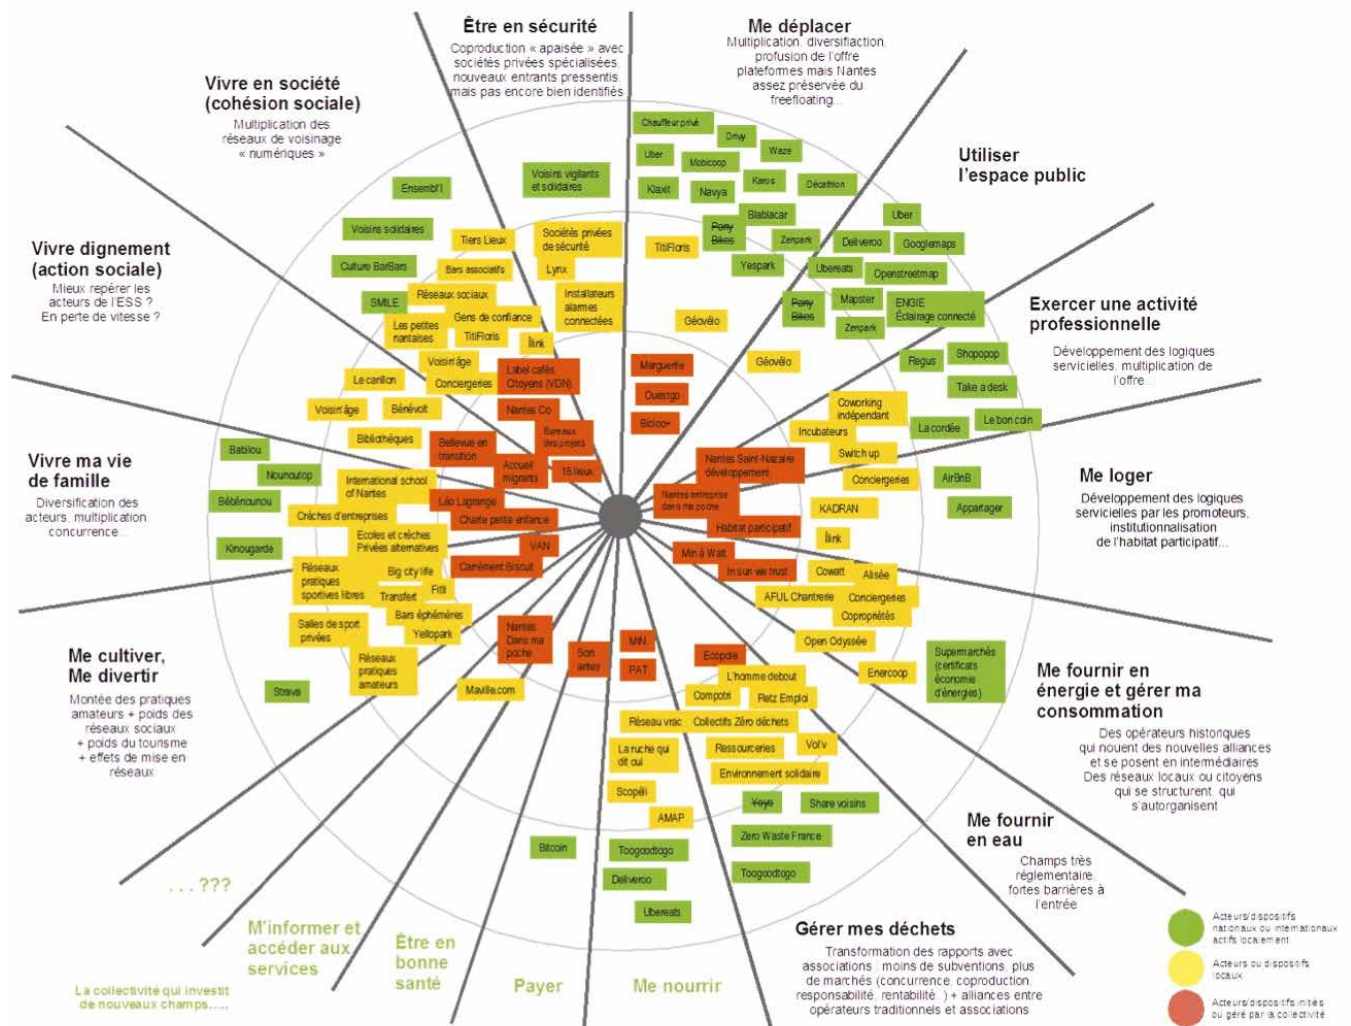 Être en sécurité
Coproduction « apaisée » avec
sociétés privées spécialisées,
nouveaux entrants pressentis
mais pas encore bien identifiés
Me déplacer
Multiplication, diversifiaction,
profusion de l'offre
plateformes mais Nantes
assez préservée du
freefloating...
Utiliser
l'espace public
Exercer une activité
professionnelle
Développement des logiques
servicielles, multiplication de
l'offre...
Me loger
Développement des logiques
servicielles par les promoteurs,
institutionnalisation
de l'habitat participatif...
Me fournir en
énergie et gérer ma
consommation
Des opérateurs historiques
qui nouent des nouvelles alliances
et se posent en intermédiaires
Des réseaux locaux ou citoyens
qui se structurent, qui
s'autorganisent
Me fournir
en eau
Champs très
réglementaire,
fortes barrières à
l'entrée
Gérer mes déchets
Transformation des rapports avec
associations : moins de subventions, plus
de marchés (concurrence, coproduction,
responsabilité, rentabilité..) + alliances entre
opérateurs traditionnels et associations
Me nourrir
Payer
Être en
bonne
santé
M'informer et
accéder aux
services
. . . ???
La collectivité qui investit
de nouveaux champs.....
Me cultiver,
Me divertir
Montée des pratiques
amateurs + poids des
réseaux sociaux
+ poids du tourisme
+ effets de mise en
réseaux
Vivre ma vie
de famille
Diversification des
acteurs, multiplication
concurrence...
Vivre dignement
(action sociale)
Mieux repérer les
acteurs de l'ESS ?
En perte de vitesse ?
Vivre en société
(cohésion sociale)
Multiplication des
réseaux de voisinage
« numériques »
Voisins vigilants
et solidaires
Sociétés privées
de sécurité
Lynx
Installateurs
alarmes
connectées
Chauffeur privé
Drivy
Waze
Uber
Mobicoop
Karos
Décathlon
Klaxit
Navya
Blablacar
Pony
Bikes
Zenpark
Yespark
TitiFloris
Géovélo
Marguerite
Ouestgo
Bicloo+
Uber
Deliveroo
Googlemaps
Ubereats
Openstreetmap
Pony
Bikes
Mapster
ENGIE
Éclairage connecté
Zenpark
Géovélo
Regus
Shopopop
Take a desk
La cordée
Le bon coin
Coworking
indépendant
Incubateurs
Switch up
Conciergeries
Nantes Saint-Nazaire
développement
Nantes entreprise
dans ma poche
AirBnB
Appartager
KADRAN
Îlink
Habitat participatif
Min à Watt
In sun we trust
Cowatt
Alisée
AFUL Chantrerie
Conciergeries
Copropriétés
Open Odyssée
Enercoop
Supermarchés
(certificats
économie
d'énergies)
Ecopole
L'homme debout
Compotri
Retz Emploi
Collectifs Zéro déchets
Ressourceries
Vol'v
Environnement solidaire
Yoyo
Share voisins
Zero Waste France
Toogoodtogo
MIN
PAT
Réseau vrac
La ruche qui
dit oui
Scopéli
AMAP
Toogoodtogo
Deliveroo
Ubereats
Bitcoin
Son
antes
Nantes
Dans ma
poche
Maville.com
VAN
Carrément Biscuit
Réseaux
pratiques
sportives libres
Big city life
Transfert
Fitli
Bars éphémères
Salles de sport
privées
Yellopark
Réseaux
pratiques
amateurs
Strava
Babilou
Nounoutop
Bébénounou
Kinougarde
International school
of Nantes
Crèches d'entreprises
Ecoles et crèches
Privées alternatives
Léo Lagrange
Charte petite enfance
Le carillon
Voisin'âge
Bénévoit
Bibliothèques
Bellevue en
transition
Accueil
migrants
15 lieux
Ensembl'l
Voisins solidaires
Culture BarBars
SMILE
Tiers Lieux
Bars associatifs
Réseaux sociaux
Gens de confiance
Les petites
nantaises
TitiFloris
Îlink
Voisin'âge
Conciergeries
Label cafés
Citoyens (VDN)
Nantes Co
Bureaux
des projets
Acteurs/dispositifs
nationaux ou internationaux
actifs localement
Acteurs ou dispositifs
locaux
Acteurs/dispositifs initiés
ou géré par la collectivité